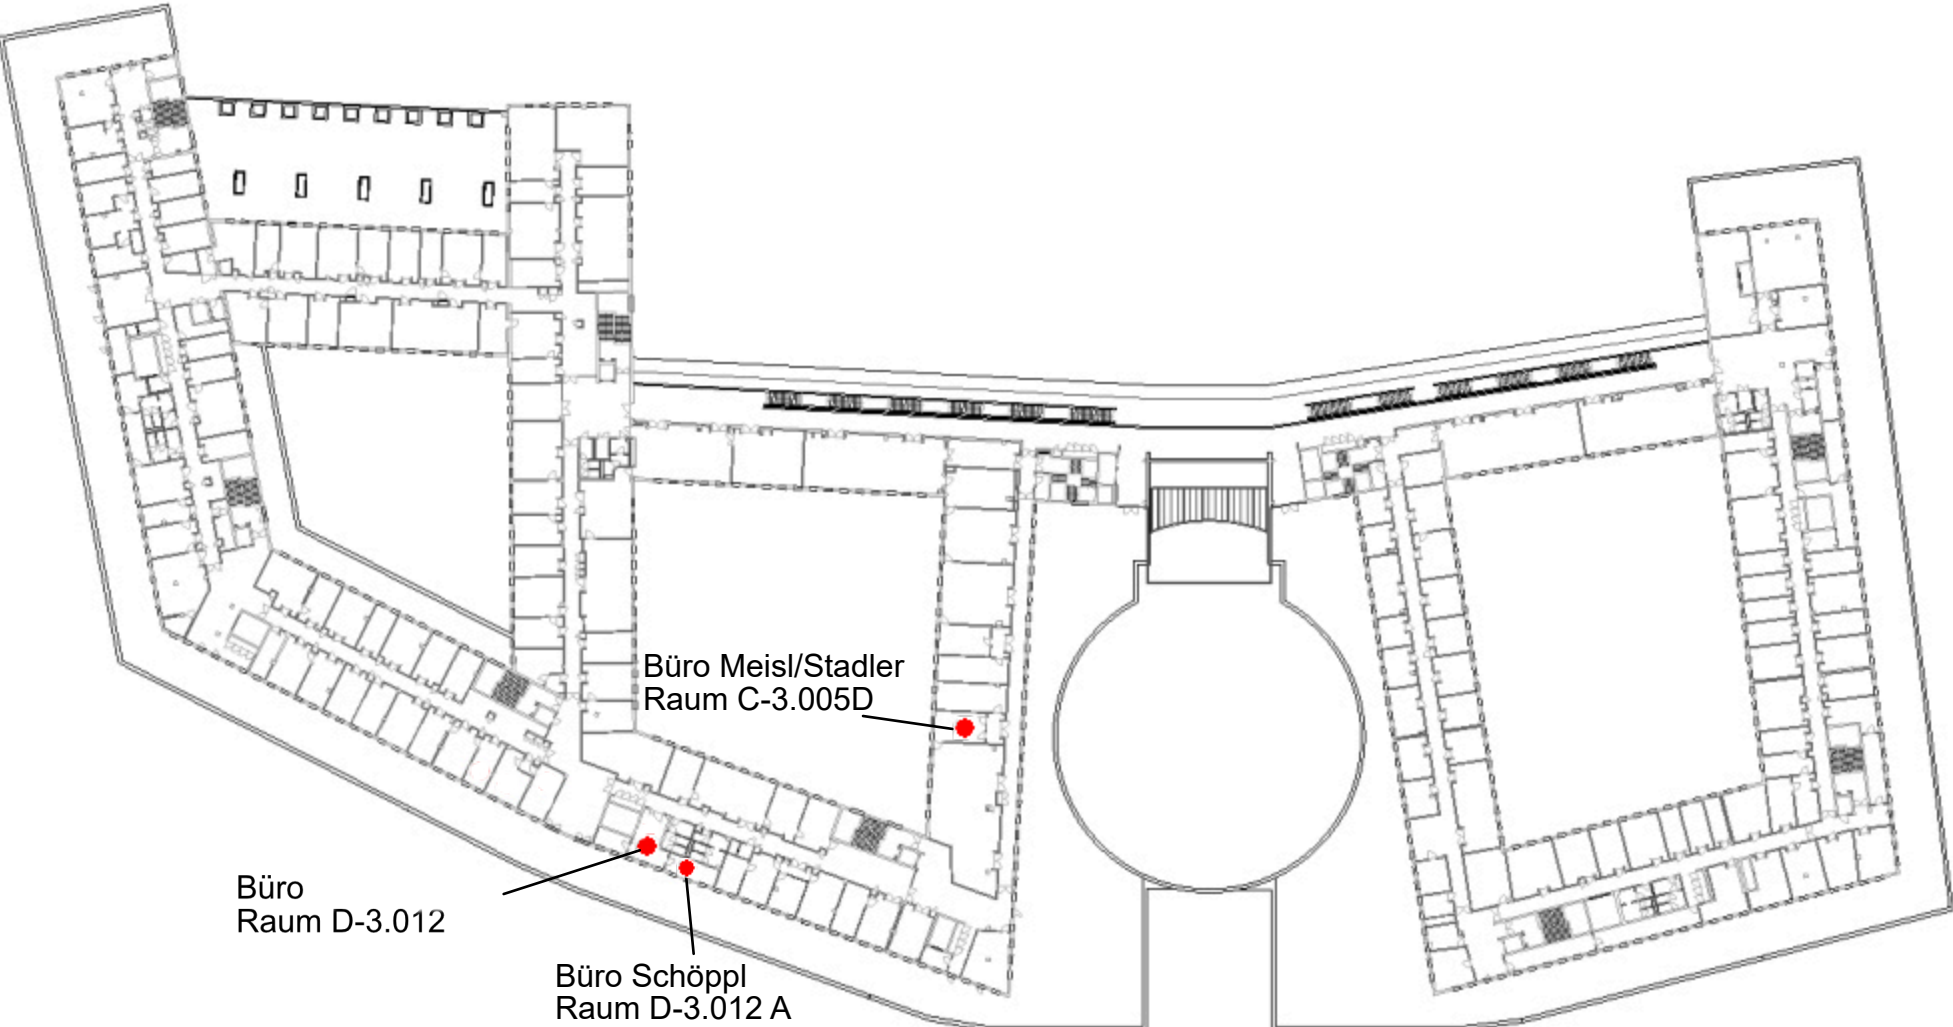 Büro Meisl/Stadler
Raum C-3.005D
Büro
Raum D-3.012
Büro Schöppl
Raum D-3.012 A